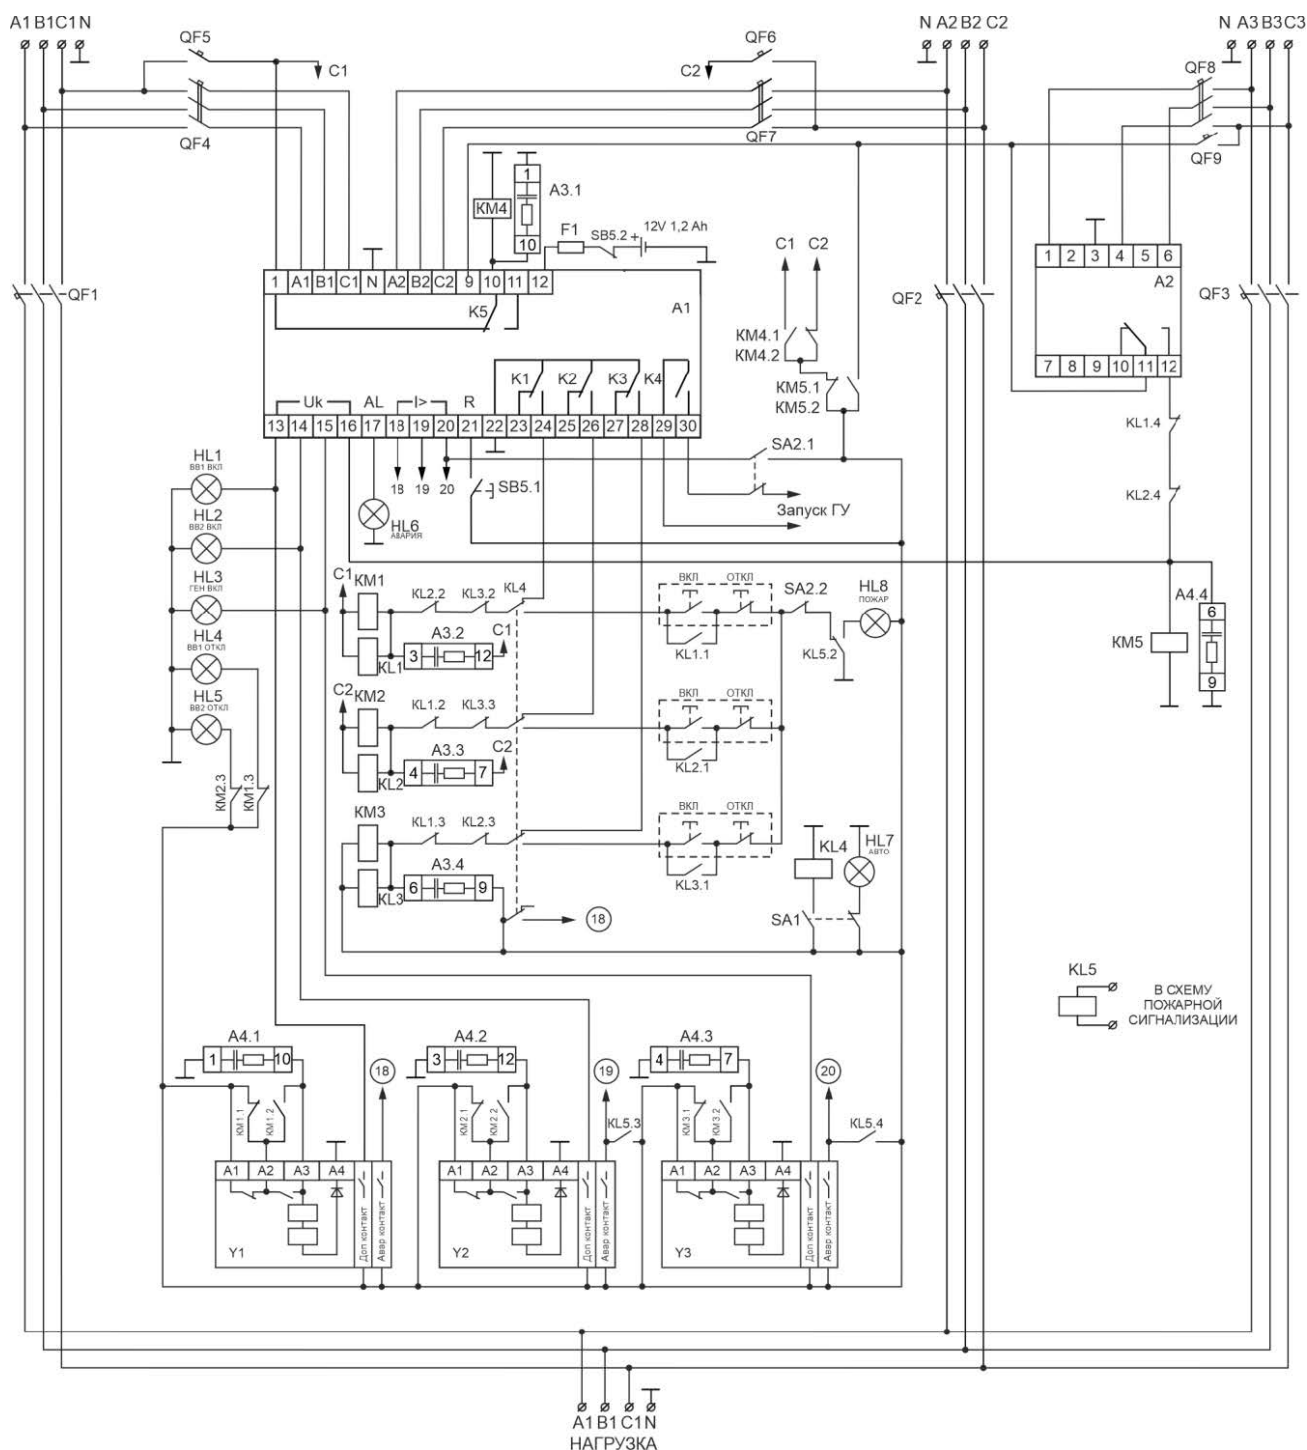 A1 B1 C1 N
N A2 B2 C2
N A3 B3 C3
QF5
C1
QF6
C2
QF8
QF4
QF7
QF9
1
A3.1
KM4
10
F1
SB5.2
+
12V 1,2 Ah
C1 C2
1 A1 B1 C1 N A2 B2 C2 9 10 11 12
K5
A1
1 2 3 4 5 6
A2
QF1
QF2
QF3
KM4.1
KM4.2
KM5.1
KM5.2
7 8 9 10 11 12
K1 K2 K3 K4
Uk AL I> R
13 14 15 16 17 18 19 20 21 22 23 24 25 26 27 28 29 30
KL1.4
SA2.1
HL1
ВВ1 ВКЛ
18 19 20
SB5.1
KL2.4
Запуск ГУ
HL2
ВВ2 ВКЛ
HL6
АВАРИЯ
HL3
ГЕН ВКЛ
C1
KM1
KL2.2 KL3.2 KL4
ВКЛ ОТКЛ
SA2.2
HL8
ПОЖАР
A4.4
6
9
KM5
HL4
ВВ1 ОТКЛ
A3.2
3 12
C1
KL1
KL1.1
KL5.2
HL5
ВВ2 ОТКЛ
C2
KM2
KL1.2 KL3.3
ВКЛ ОТКЛ
A3.3
4 7
C2
KL2
KL2.1
KM2.3
KM1.3
KM3
KL1.3 KL2.3
ВКЛ ОТКЛ
A3.4
6 9
KL3
KL3.1
KL4
HL7
АВТО
SA1
18
KL5
В СХЕМУ
ПОЖАРНОЙ
СИГНАЛИЗАЦИИ
A4.1
1 10
18
A4.2
3 12
19
A4.3
4 7
20
KM1.1
KM1.2
KM2.1
KM2.2
KL5.3
KM3.1
KM3.2
KL5.4
A1 A2 A3 A4
A1 A2 A3 A4
A1 A2 A3 A4
Y1
Доп контакт
Авар контакт
Y2
Доп контакт
Авар контакт
Y3
Доп контакт
Авар контакт
A1 B1 C1 N
НАГРУЗКА